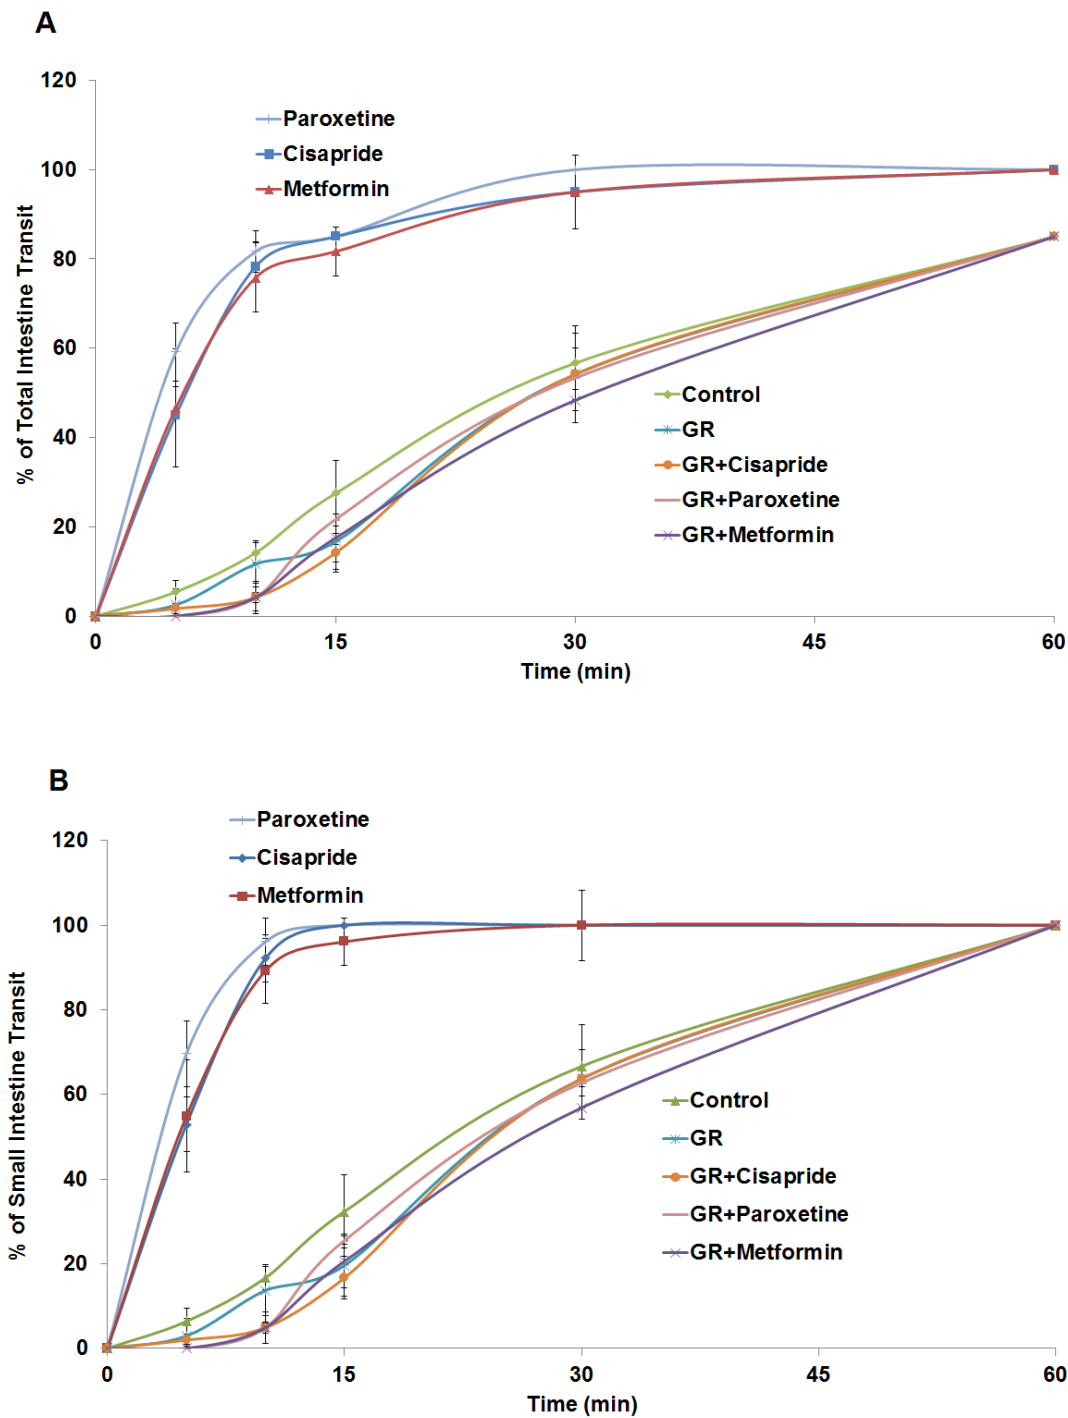 A
% of Total Intestine Transit
120
100
80
60
40
20
0
Paroxetine
Cisapride
Metformin
Control
GR
GR+Cisapride
GR+Paroxetine
GR+Metformin
0 15 30 45 60
Time (min)
B
% of Small Intestine Transit
120
100
80
60
40
20
0
Paroxetine
Cisapride
Metformin
Control
GR
GR+Cisapride
GR+Paroxetine
GR+Metformin
0 15 30 45 60
Time (min)